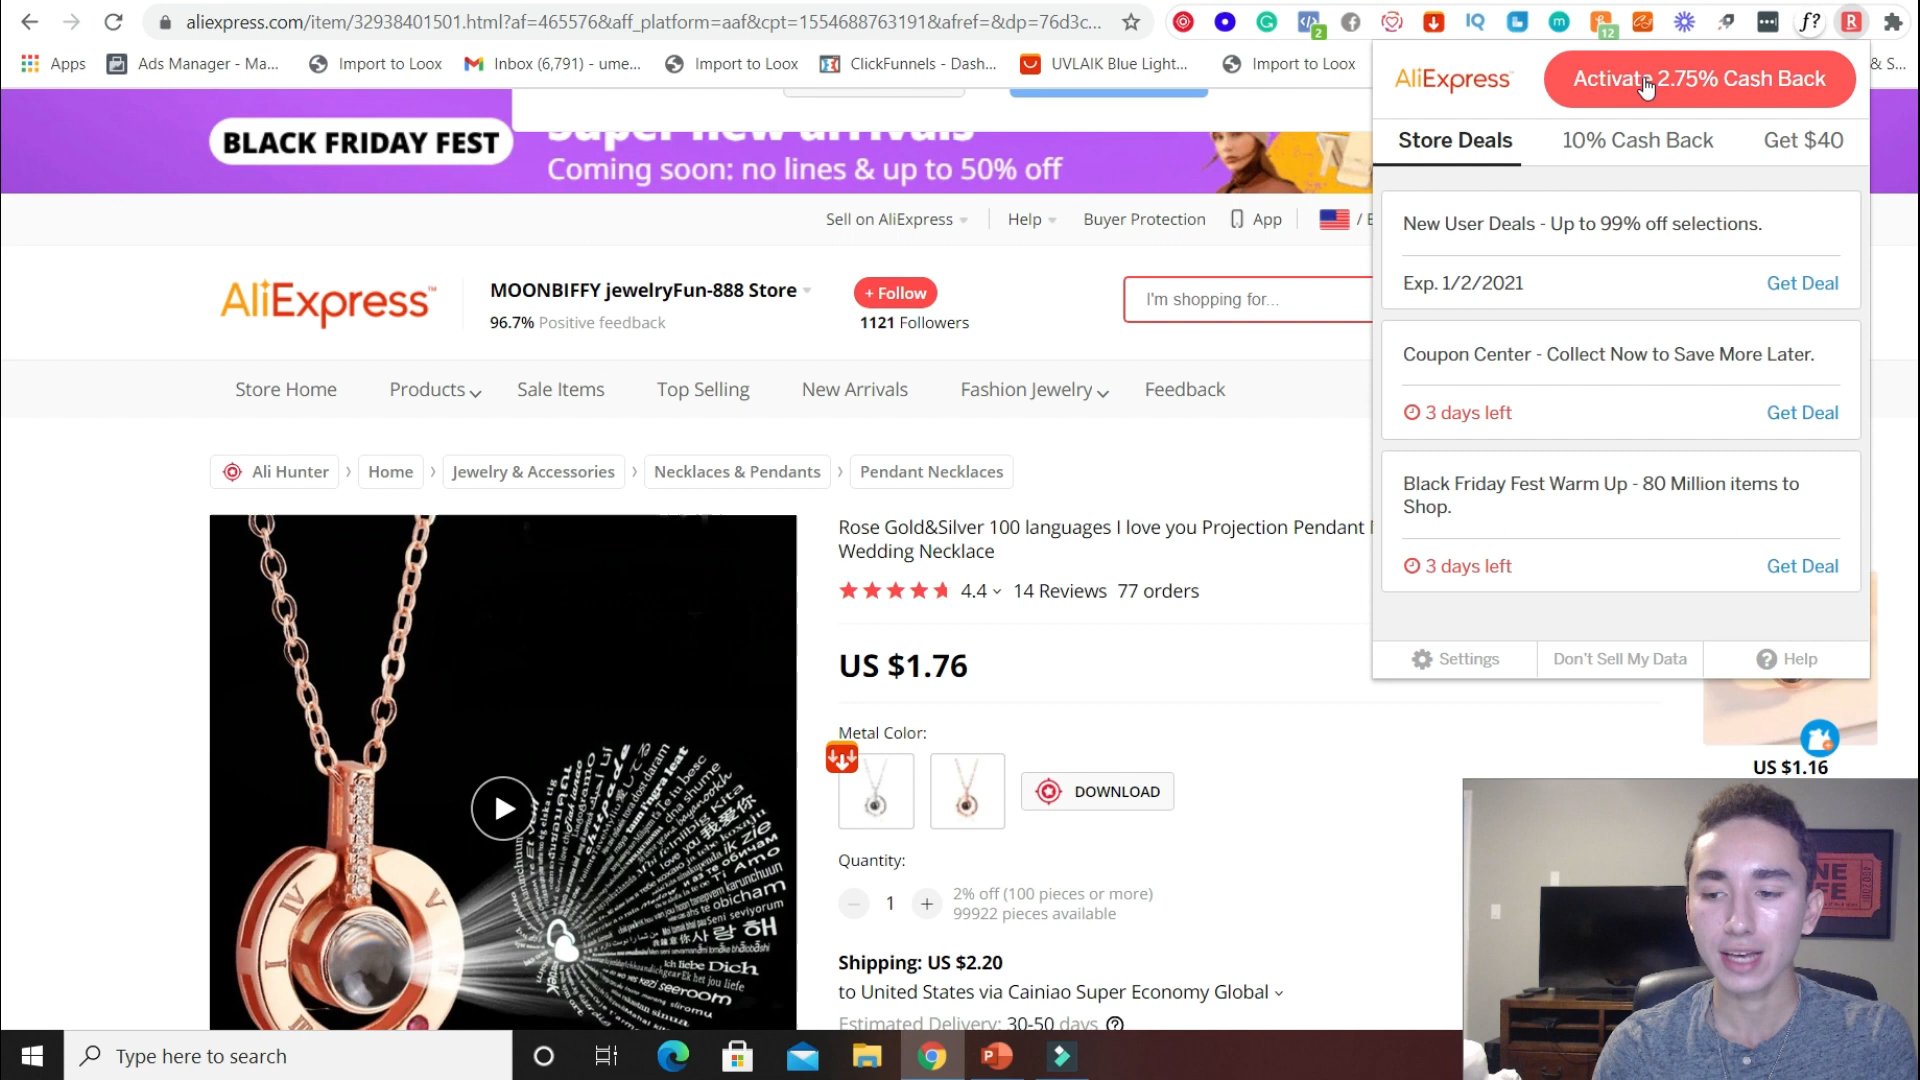 aliexpress.com/item/32938401501.html?af=465576&aff_platform=aaf&cpt=1554688763191&afref=&dp=76d3c...
2
12
IQ
f?
R
Apps
Ads Manager - Ma...
Import to Loox
Inbox (6,791) - ume...
Import to Loox
ClickFunnels - Dash...
UVLAIK Blue Light...
Import to Loox
& S...
AliExpress
Activate 2.75% Cash Back
BLACK FRIDAY FEST
Super new arrivals
Coming soon: no lines & up to 50% off
Store Deals
10% Cash Back
Get $40
Sell on AliExpress
Help
Buyer Protection
App
/ E
New User Deals - Up to 99% off selections.
Exp. 1/2/2021
Get Deal
AliExpress™
MOONBIFFY jewelryFun-888 Store
96.7% Positive feedback
+ Follow
1121 Followers
I'm shopping for...
Coupon Center - Collect Now to Save More Later.
3 days left
Get Deal
Store Home
Products
Sale Items
Top Selling
New Arrivals
Fashion Jewelry
Feedback
Ali Hunter
Home
Jewelry & Accessories
Necklaces & Pendants
Pendant Necklaces
Black Friday Fest Warm Up - 80 Million items to
Shop.
3 days left
Get Deal
Rose Gold&Silver 100 languages I love you Projection Pendant
Wedding Necklace
4.4
14 Reviews
77 orders
Settings
Don't Sell My Data
Help
US $1.76
Metal Color:
DOWNLOAD
US $1.16
Quantity:
1
2% off (100 pieces or more)
99922 pieces available
Shipping: US $2.20
to United States via Cainiao Super Economy Global
Estimated Delivery: 30-50 days
Type here to search